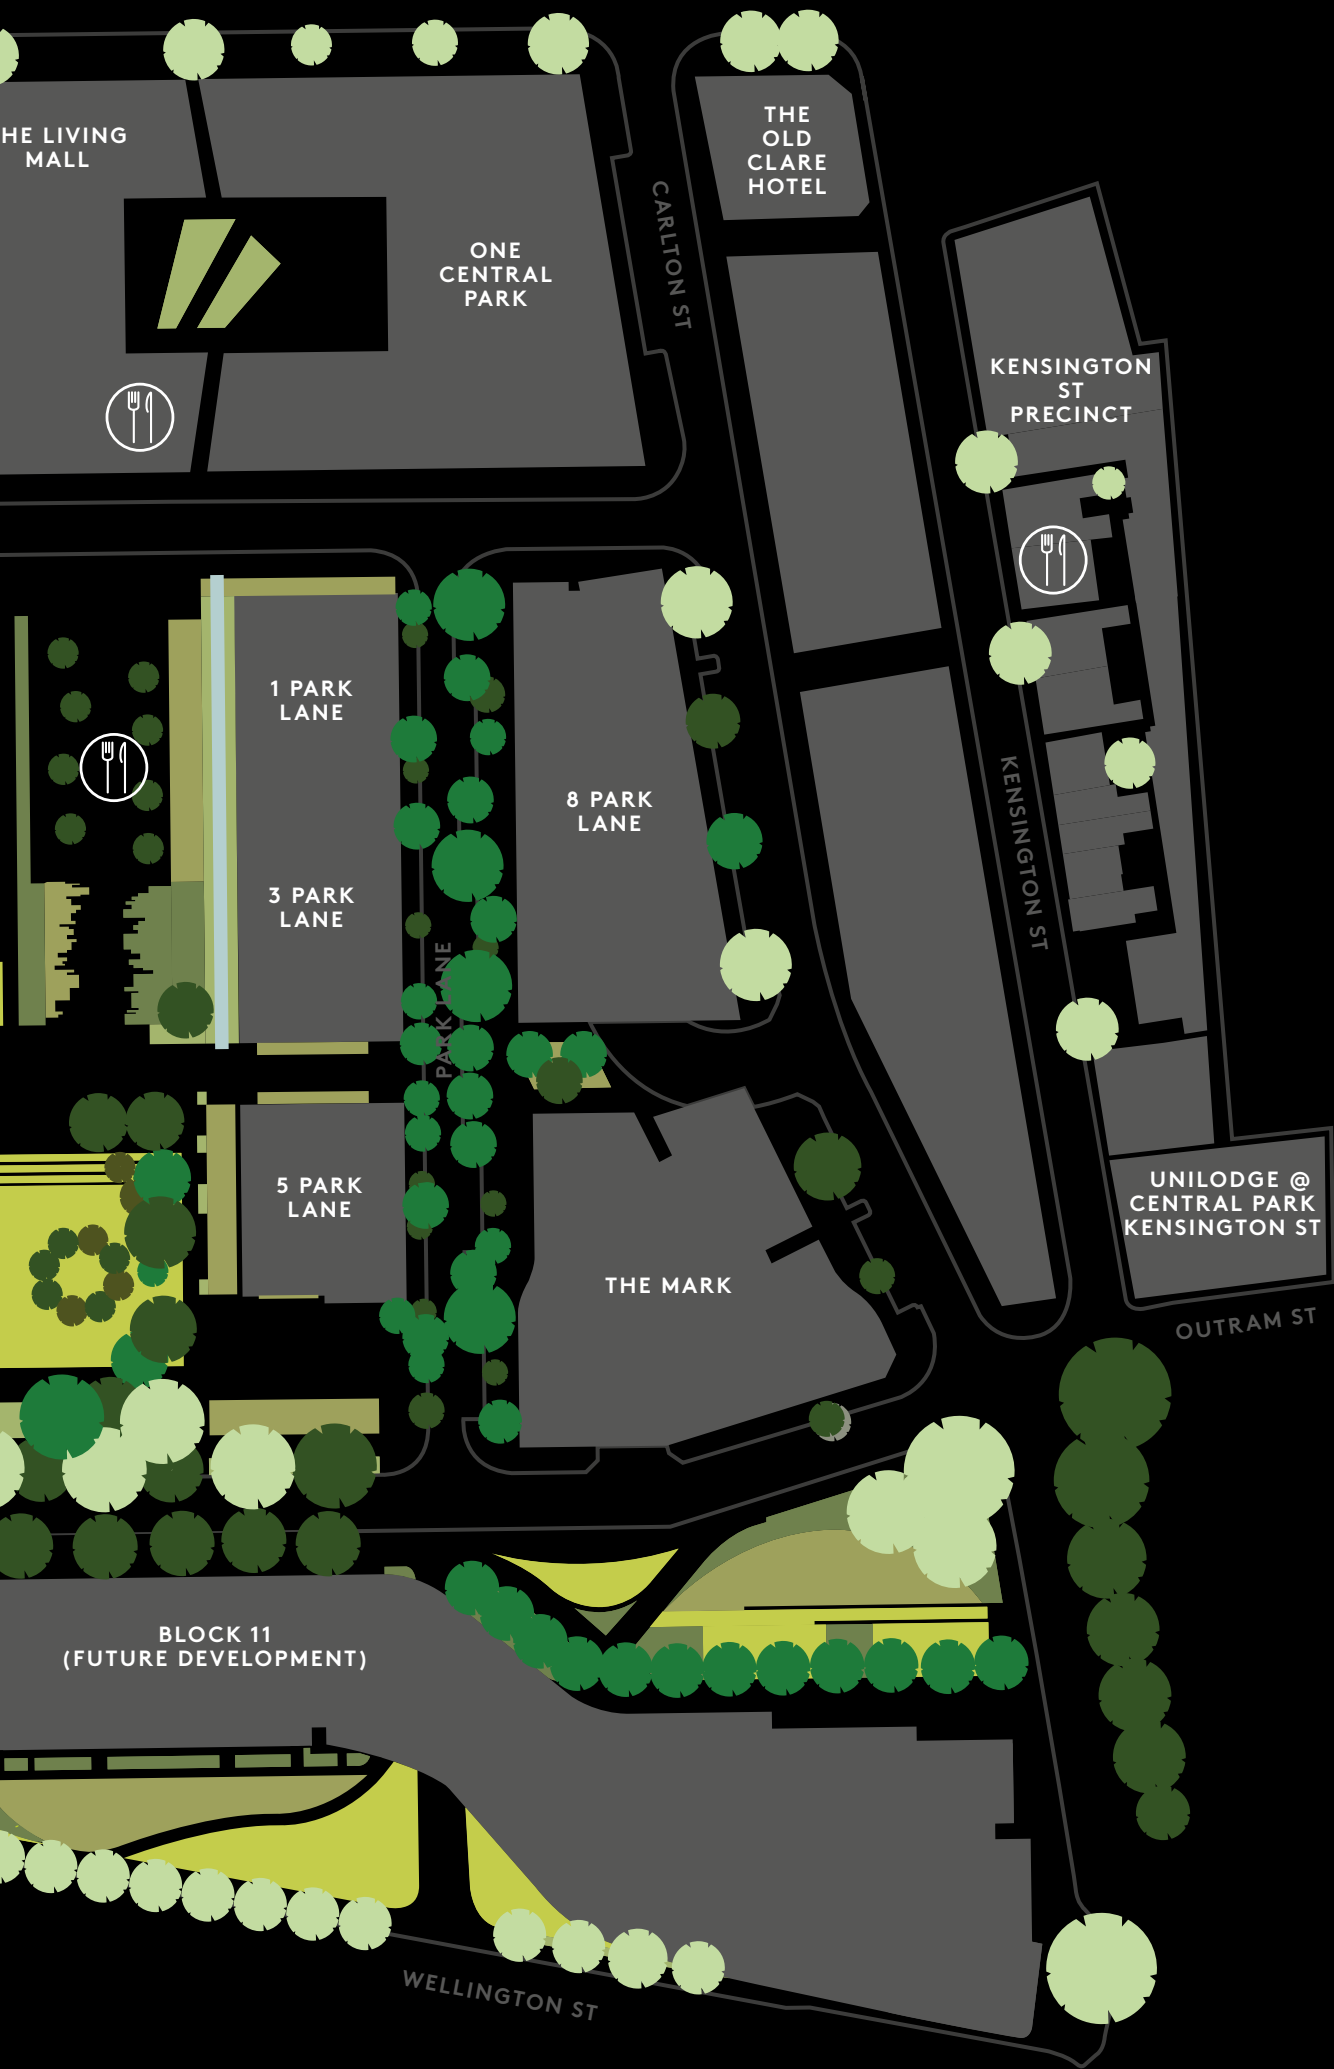 THE
OLD
CLARE
HOTEL
HE LIVING
MALL
CARLTON ST
ONE
CENTRAL
PARK
KENSINGTON
ST
PRECINCT
1 PARK
LANE
8 PARK
LANE
KENSINGTON ST
3 PARK
LANE
PARK LANE
5 PARK
LANE
UNILODGE @
CENTRAL PARK
KENSINGTON ST
THE MARK
OUTRAM ST
BLOCK 11
(FUTURE DEVELOPMENT)
WELLINGTON ST